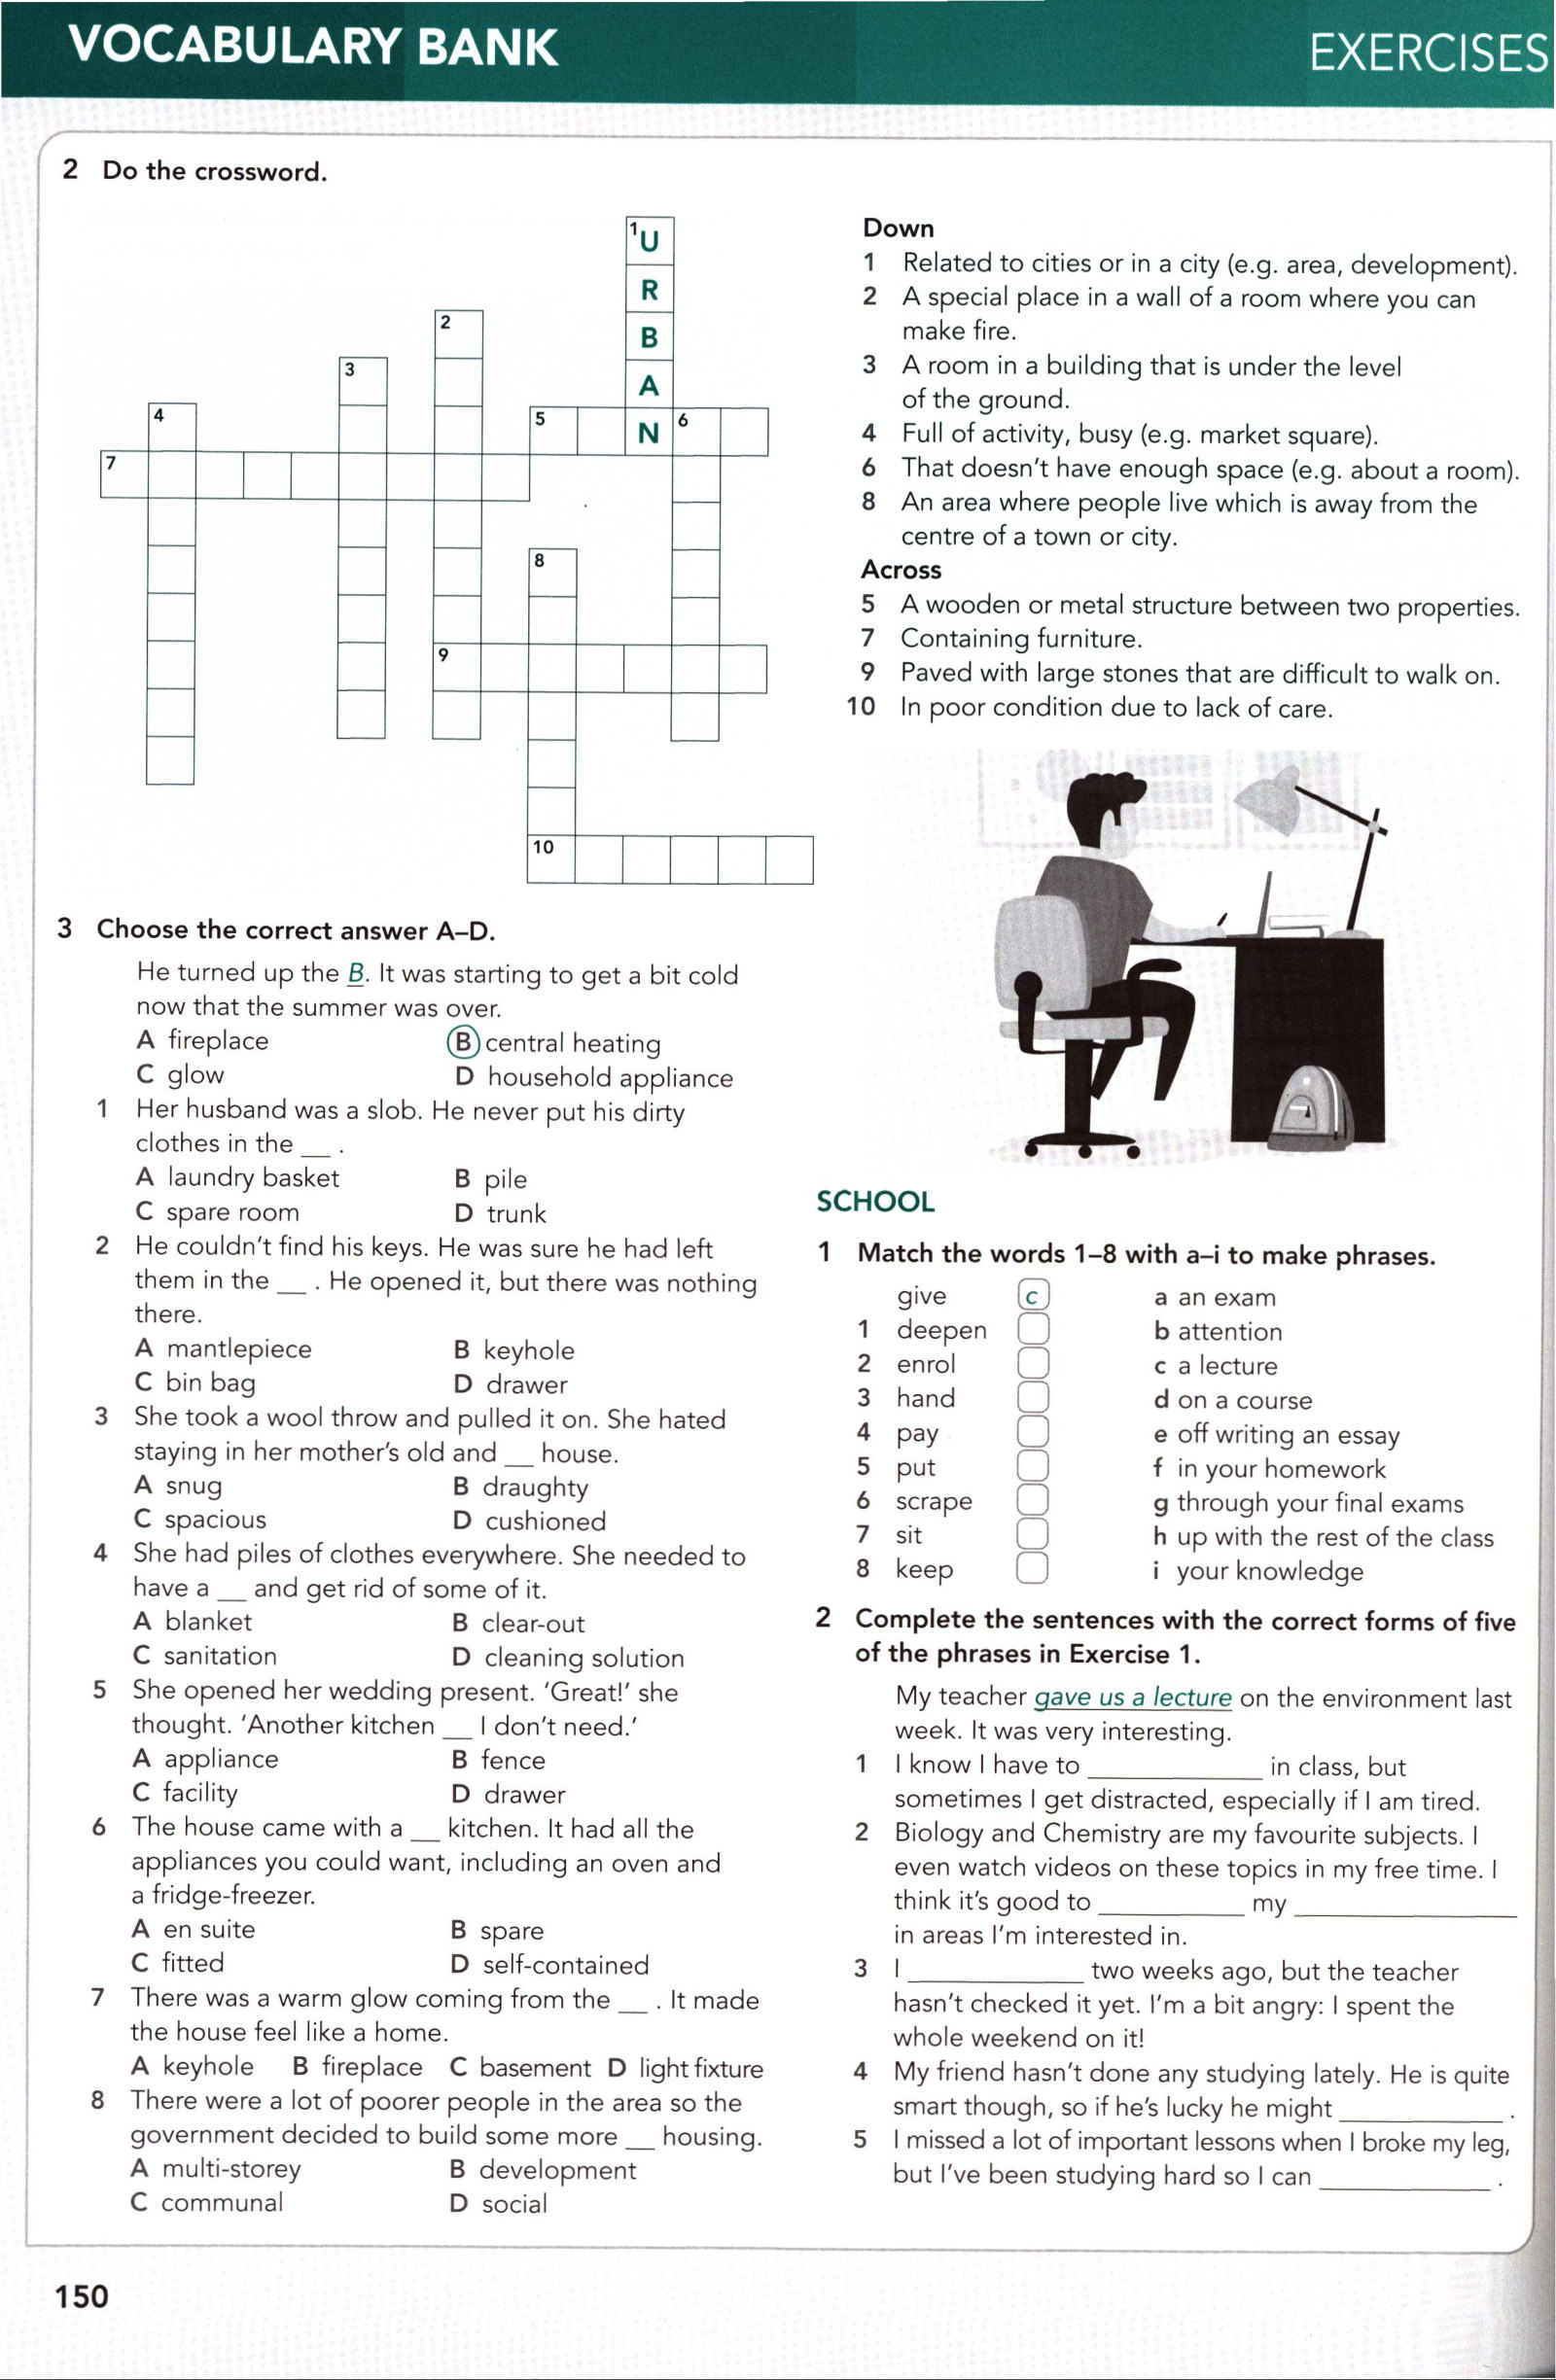 VOCABULARY BANK
EXERCISES
2 Do the crossword.
1 U
R
B
A
N
2
3
4
5
6
7
8
9
10
Down
1 Related to cities or in a city (e.g. area, development).
2 A special place in a wall of a room where you can
make fire.
3 A room in a building that is under the level
of the ground.
4 Full of activity, busy (e.g. market square).
6 That doesn't have enough space (e.g. about a room).
8 An area where people live which is away from the
centre of a town or city.
Across
5 A wooden or metal structure between two properties.
7 Containing furniture.
9 Paved with large stones that are difficult to walk on.
10 In poor condition due to lack of care.
3 Choose the correct answer A–D.
He turned up the B. It was starting to get a bit cold
now that the summer was over.
A fireplace B central heating
C glow D household appliance
1 Her husband was a slob. He never put his dirty
clothes in the __ .
A laundry basket B pile
C spare room D trunk
2 He couldn't find his keys. He was sure he had left
them in the __ . He opened it, but there was nothing
there.
A mantlepiece B keyhole
C bin bag D drawer
3 She took a wool throw and pulled it on. She hated
staying in her mother's old and __ house.
A snug B draughty
C spacious D cushioned
4 She had piles of clothes everywhere. She needed to
have a __ and get rid of some of it.
A blanket B clear-out
C sanitation D cleaning solution
5 She opened her wedding present. 'Great!' she
thought. 'Another kitchen __ I don't need.'
A appliance B fence
C facility D drawer
6 The house came with a __ kitchen. It had all the
appliances you could want, including an oven and
a fridge-freezer.
A en suite B spare
C fitted D self-contained
7 There was a warm glow coming from the __ . It made
the house feel like a home.
A keyhole B fireplace C basement D light fixture
8 There were a lot of poorer people in the area so the
government decided to build some more __ housing.
A multi-storey B development
C communal D social
SCHOOL
1 Match the words 1–8 with a–i to make phrases.
give c a an exam
1 deepen b attention
2 enrol c a lecture
3 hand d on a course
4 pay e off writing an essay
5 put f in your homework
6 scrape g through your final exams
7 sit h up with the rest of the class
8 keep i your knowledge
2 Complete the sentences with the correct forms of five
of the phrases in Exercise 1.
My teacher gave us a lecture on the environment last
week. It was very interesting.
1 I know I have to ____________ in class, but
sometimes I get distracted, especially if I am tired.
2 Biology and Chemistry are my favourite subjects. I
even watch videos on these topics in my free time. I
think it's good to __________ my _______________
in areas I'm interested in.
3 I ____________ two weeks ago, but the teacher
hasn't checked it yet. I'm a bit angry: I spent the
whole weekend on it!
4 My friend hasn't done any studying lately. He is quite
smart though, so if he's lucky he might ___________ .
5 I missed a lot of important lessons when I broke my leg,
but I've been studying hard so I can ____________ .
150